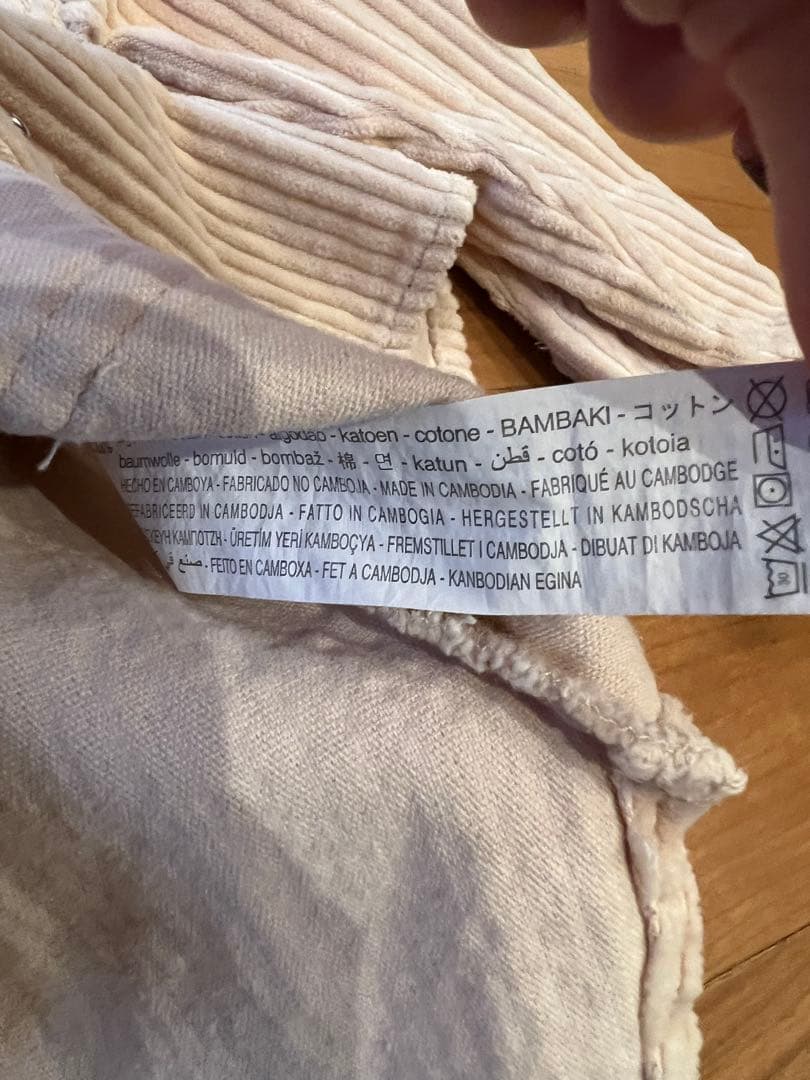 algodão - katoen - cotone - BAMBAKI - コットン
baumwolle - bomuld - bombaž - 棉 - 면 - katun - قطن - cotó - kotoia
HECHO EN CAMBOYA - FABRICADO NO CAMBOJA - MADE IN CAMBODIA - FABRIQUÉ AU CAMBODGE
IN CAMBODJA - FATTO IN CAMBOGIA - HERGESTELLT IN KAMBODSCHA
ΚΑΜΠΟΤΖΗ - ÜRETİM YERİ KAMBOÇYA - FREMSTILLET I CAMBODJA - DIBUAT DI KAMBOJA
صنع - FEITO EN CAMBOXA - FET A CAMBODJA - KANBODIAN EGINA